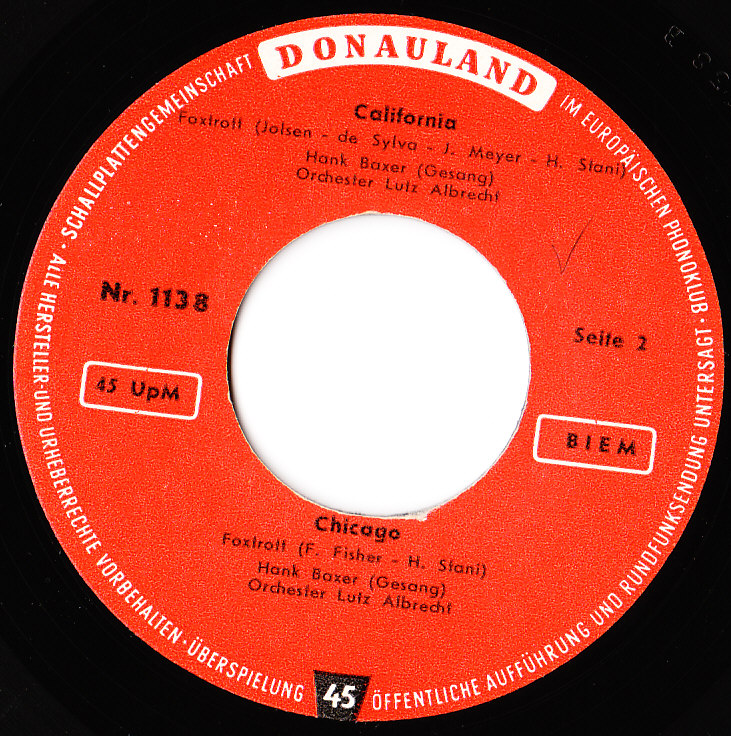 DONAULAND
SCHALLPLATTENGEMEINSCHAFT
IM EUROPÄISCHEN PHONOKLUB
California
Foxtrott (Jolsen - de Sylva - J. Meyer - H. Stani)
Hank Baxer (Gesang)
Orchester Lutz Albrecht
Nr. 1138
Seite 2
45 UpM
BIEM
Chicago
Foxtrott (F. Fisher - H. Stani)
Hank Baxer (Gesang)
Orchester Lutz Albrecht
· ALLE HERSTELLER-UND URHEBERRECHTE VORBEHALTEN · ÜBERSPIELUNG
45
ÖFFENTLICHE AUFFÜHRUNG UND RUNDFUNKSENDUNG UNTERSAGT ·